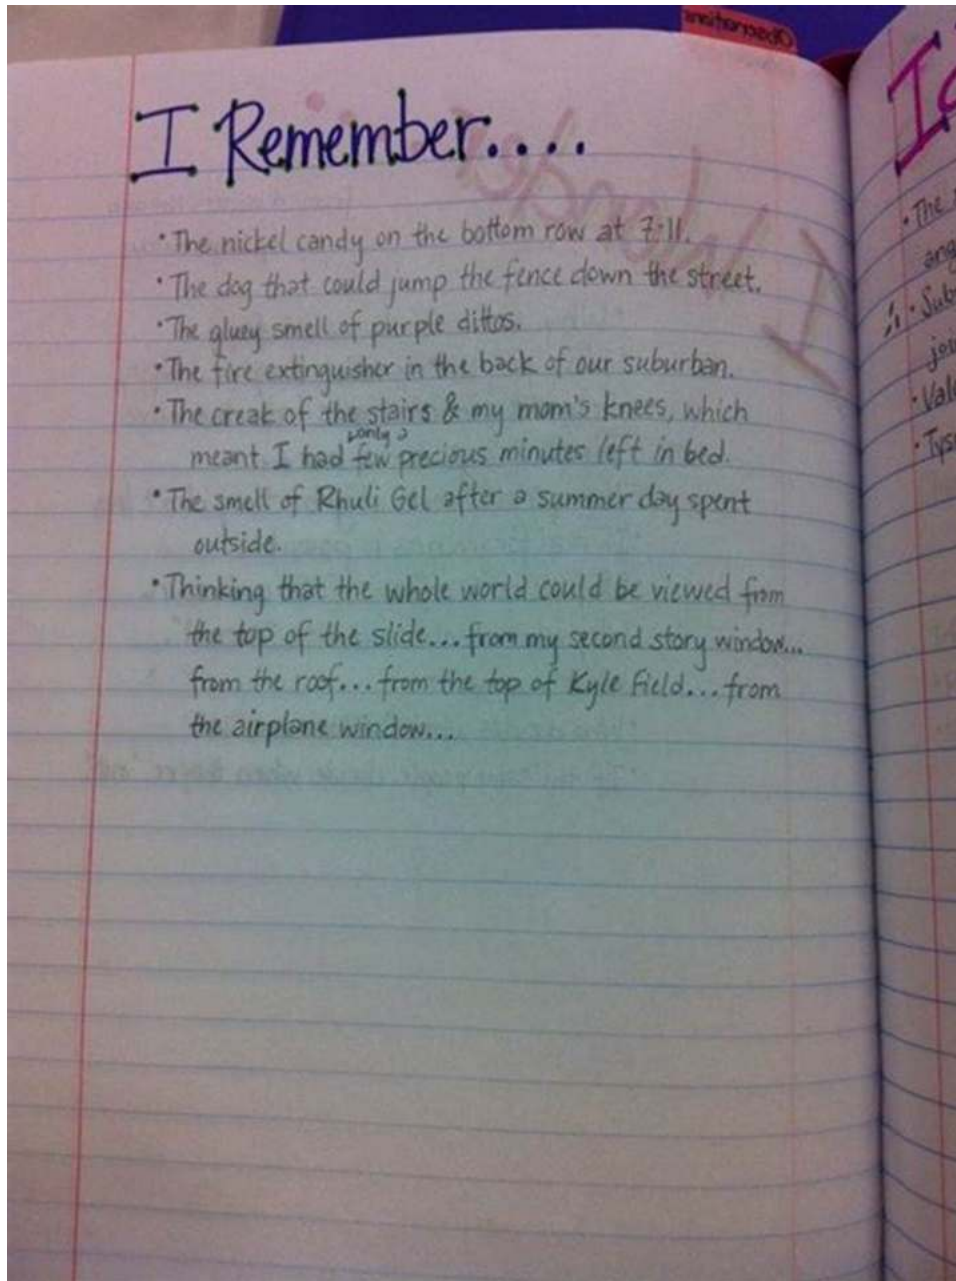 Observations
I Remember....
• The nickel candy on the bottom row at 7-11.
• The dog that could jump the fence down the street.
• The gluey smell of purple dittos.
• The fire extinguisher in the back of our suburban.
• The creak of the stairs & my mom's knees, which
only a
meant I had few precious minutes left in bed.
• The smell of Rhuli Gel after a summer day spent
outside.
• Thinking that the whole world could be viewed from
the top of the slide... from my second story window...
from the roof... from the top of Kyle Field... from
the airplane window...
I Wonder
• The